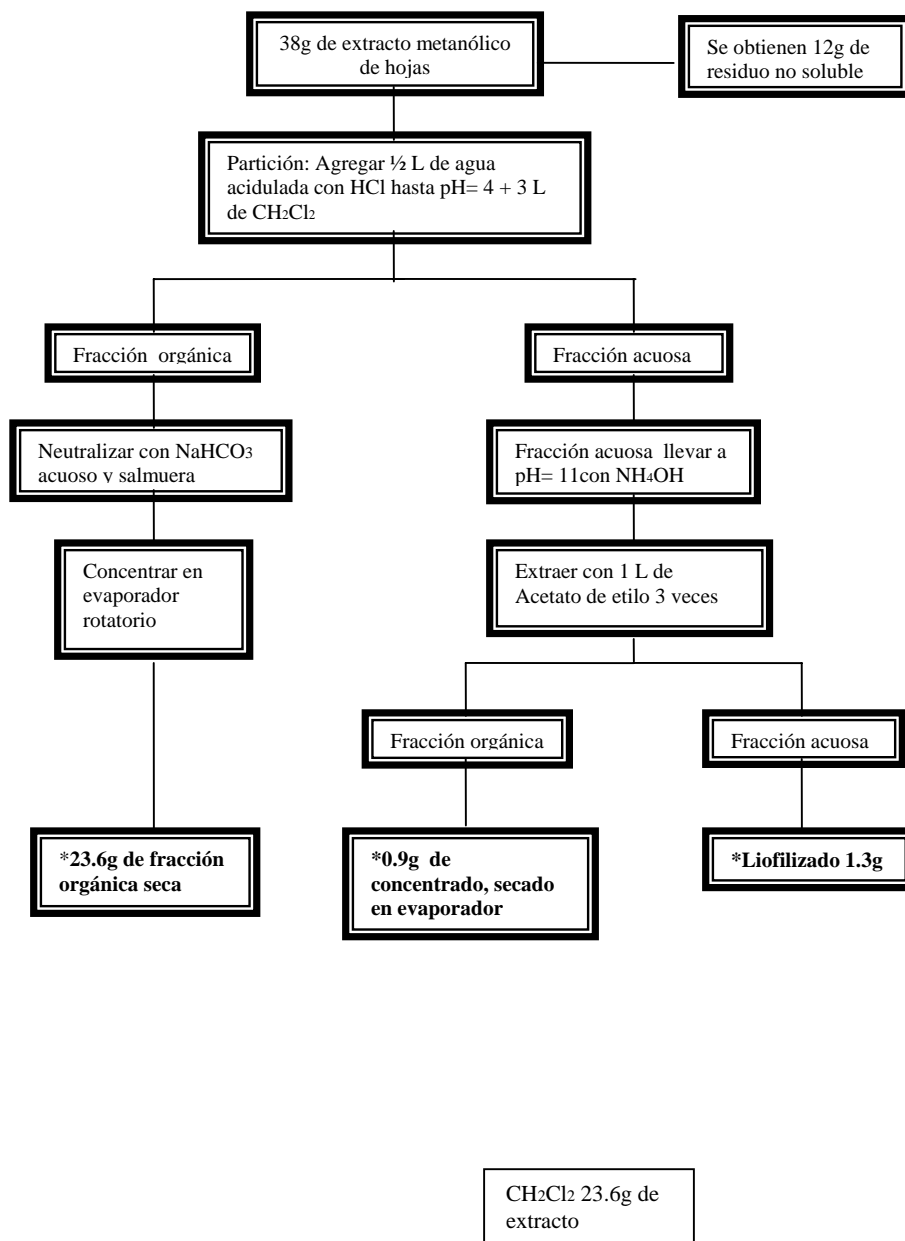 38g de extracto metanólico
de hojas
Se obtienen 12g de
residuo no soluble
Partición: Agregar ½ L de agua
acidulada con HCl hasta pH= 4 + 3 L
de CH2Cl2
Fracción orgánica
Fracción acuosa
Neutralizar con NaHCO3
acuoso y salmuera
Fracción acuosa llevar a
pH= 11con NH4OH
Concentrar en
evaporador
rotatorio
Extraer con 1 L de
Acetato de etilo 3 veces
Fracción orgánica
Fracción acuosa
*23.6g de fracción
orgánica seca
*0.9g de
concentrado, secado
en evaporador
*Liofilizado 1.3g
CH2Cl2 23.6g de
extracto